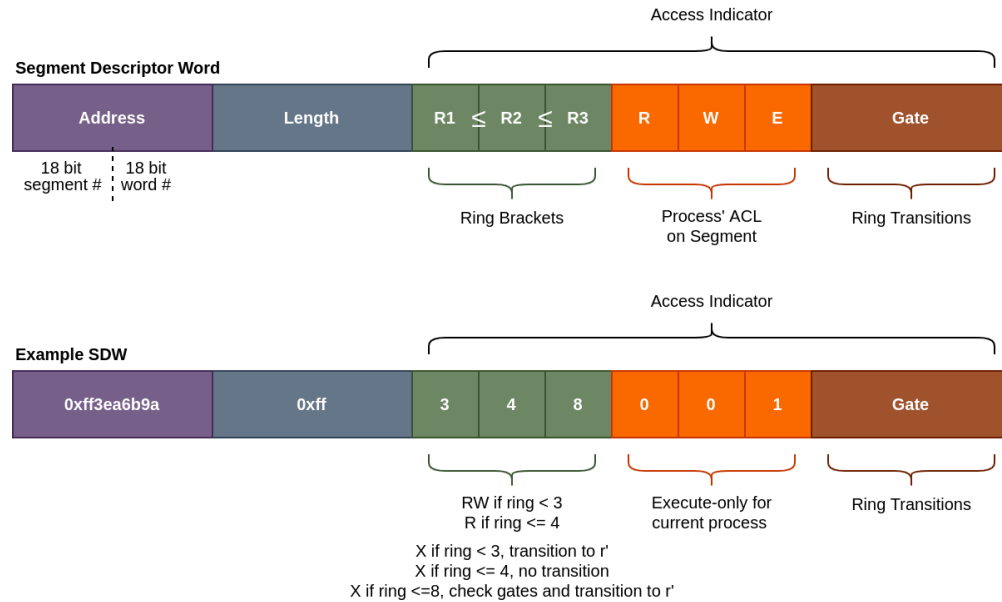 Access Indicator
Segment Descriptor Word
Address Length R1 ≤ R2 ≤ R3 R W E Gate
18 bit 18 bit
segment # word #
Ring Brackets
Process' ACL
on Segment
Ring Transitions
Access Indicator
Example SDW
0xff3ea6b9a 0xff 3 4 8 0 0 1 Gate
RW if ring < 3
R if ring <= 4
X if ring < 3, transition to r'
X if ring <= 4, no transition
X if ring <=8, check gates and transition to r'
Execute-only for
current process
Ring Transitions